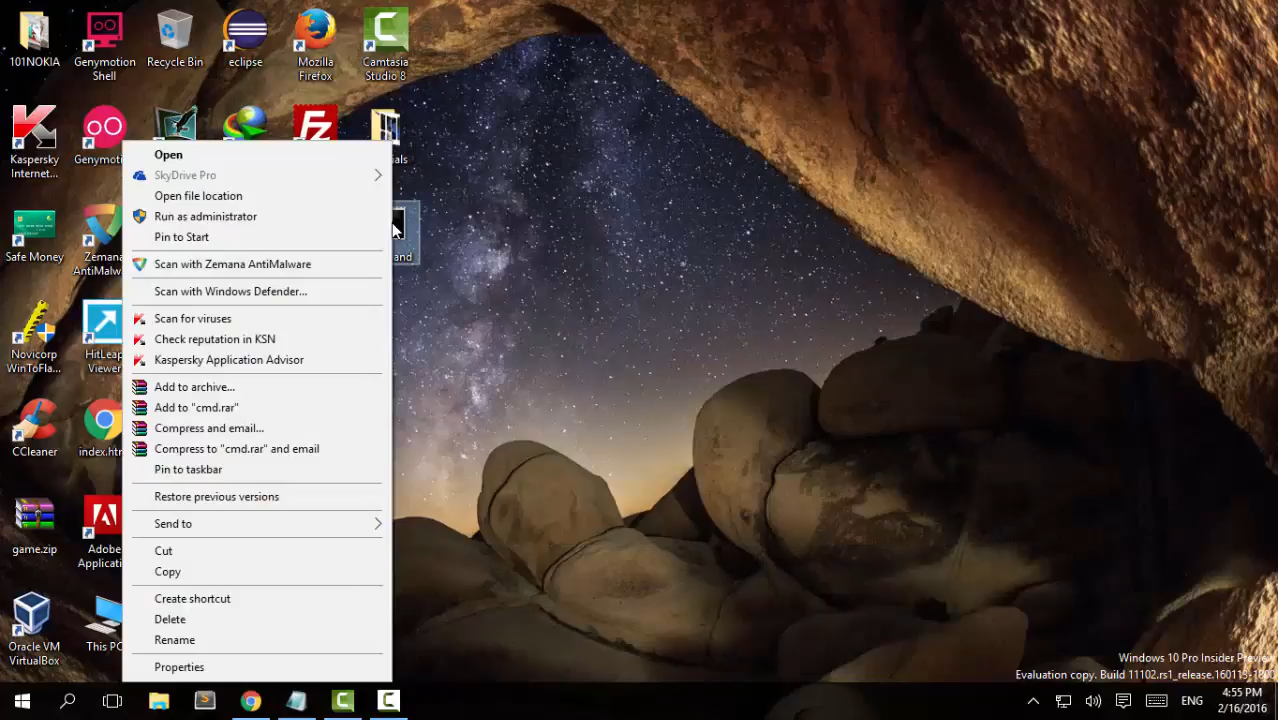 101NOKIA
Genymotion
Shell
Recycle Bin
eclipse
Mozilla
Firefox
Camtasia
Studio 8
Kaspersky
Internet...
Genymoti
ials
Safe Money
Zemana
AntiMalw
and
Novicorp
WinToFla...
HitLeap
Viewer
CCleaner
index.ht
game.zip
Adobe
Applicati
Oracle VM
VirtualBox
This PC
Open
SkyDrive Pro
Open file location
Run as administrator
Pin to Start
Scan with Zemana AntiMalware
Scan with Windows Defender...
Scan for viruses
Check reputation in KSN
Kaspersky Application Advisor
Add to archive...
Add to "cmd.rar"
Compress and email...
Compress to "cmd.rar" and email
Pin to taskbar
Restore previous versions
Send to
Cut
Copy
Create shortcut
Delete
Rename
Properties
Windows 10 Pro Insider Preview
Evaluation copy. Build 11102.rs1_release.160113-1800
ENG
4:55 PM
2/16/2016